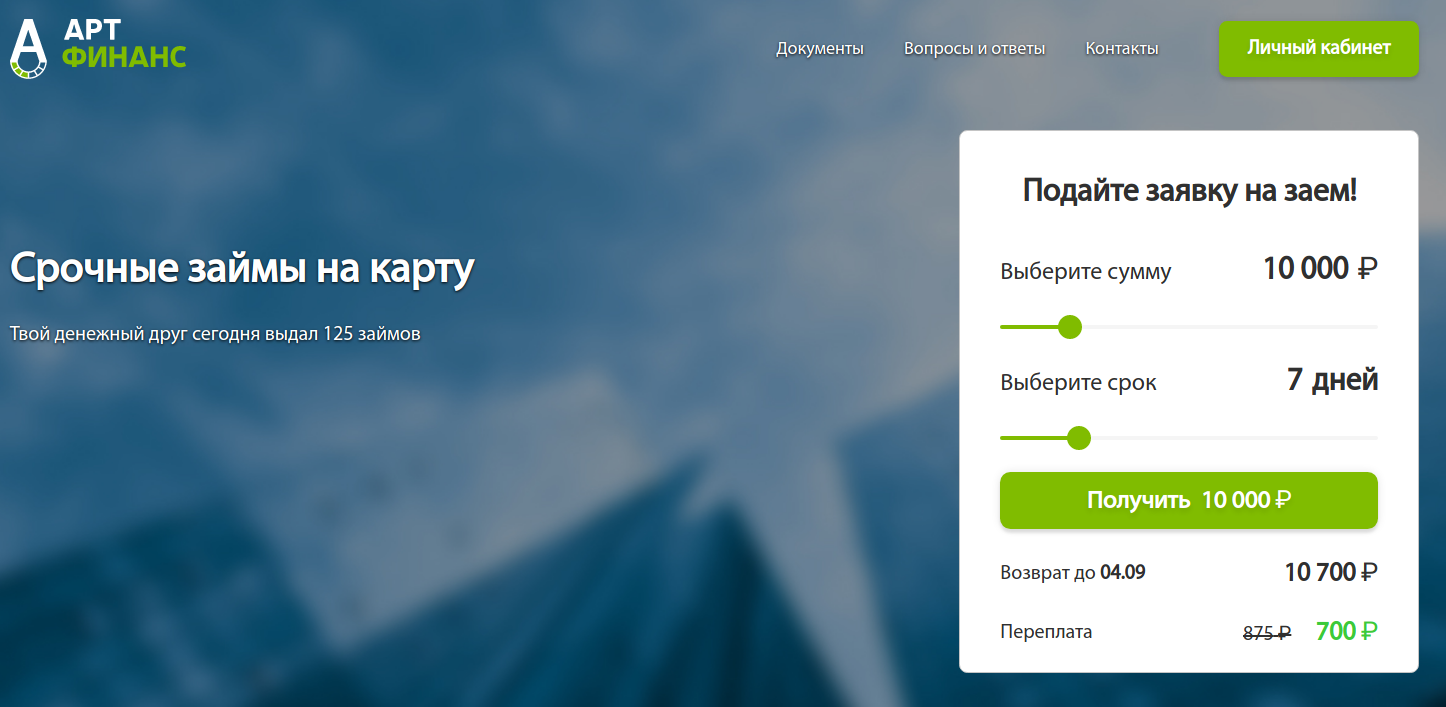 АРТ
ФИНАНС
Документы
Вопросы и ответы
Контакты
Личный кабинет
Срочные займы на карту
Твой денежный друг сегодня выдал 125 займов
Подайте заявку на заем!
Выберите сумму 10 000 ₽
Выберите срок 7 дней
Получить 10 000 ₽
Возврат до 04.09 10 700 ₽
Переплата 875 ₽ 700 ₽